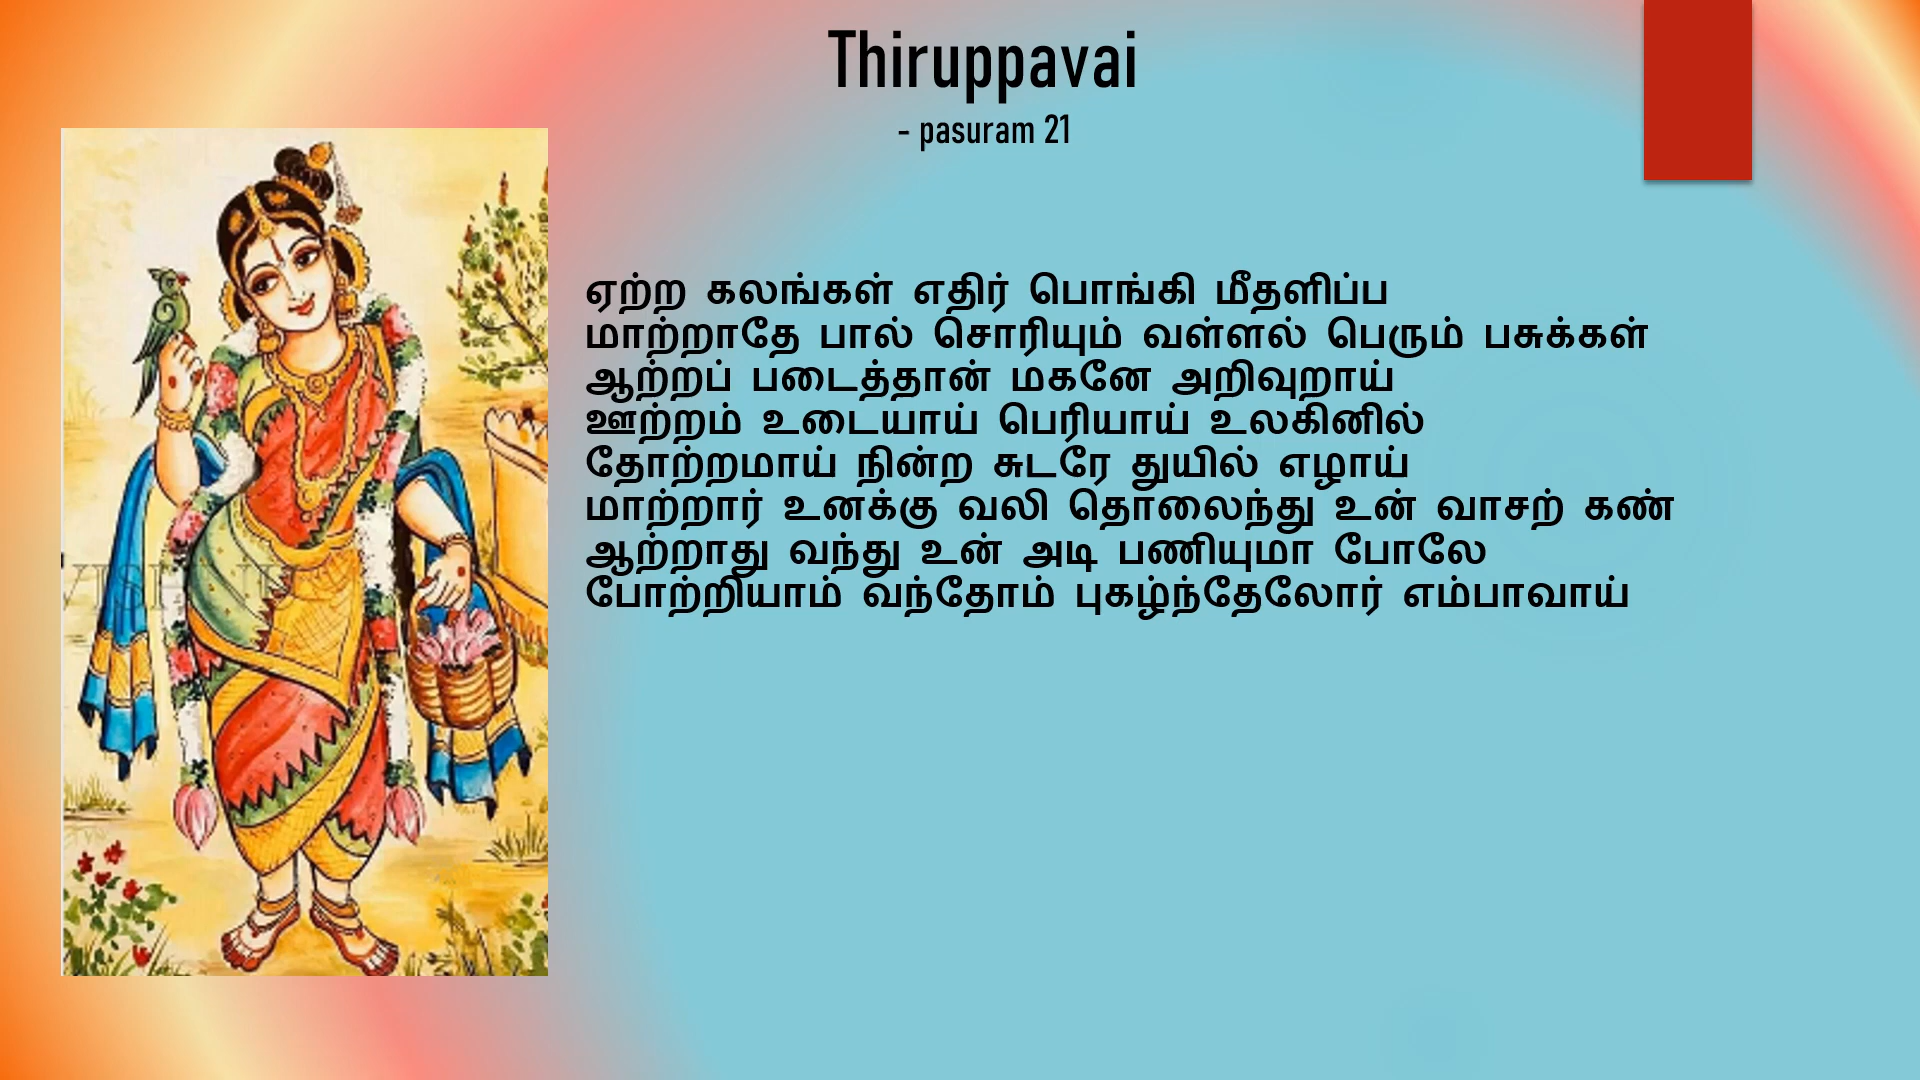 Thiruppavai
- pasuram 21
ஏற்ற கலங்கள் எதிர் பொங்கி மீதளிப்ப
மாற்றாதே பால் சொரியும் வள்ளல் பெரும் பசுக்கள்
ஆற்றப் படைத்தான் மகனே அறிவுறாய்
ஊற்றம் உடையாய் பெரியாய் உலகினில்
தோற்றமாய் நின்ற சுடரே துயில் எழாய்
மாற்றார் உனக்கு வலி தொலைந்து உன் வாசற் கண்
ஆற்றாது வந்து உன் அடி பணியுமா போலே
போற்றியாம் வந்தோம் புகழ்ந்தேலோர் எம்பாவாய்
VISHNU